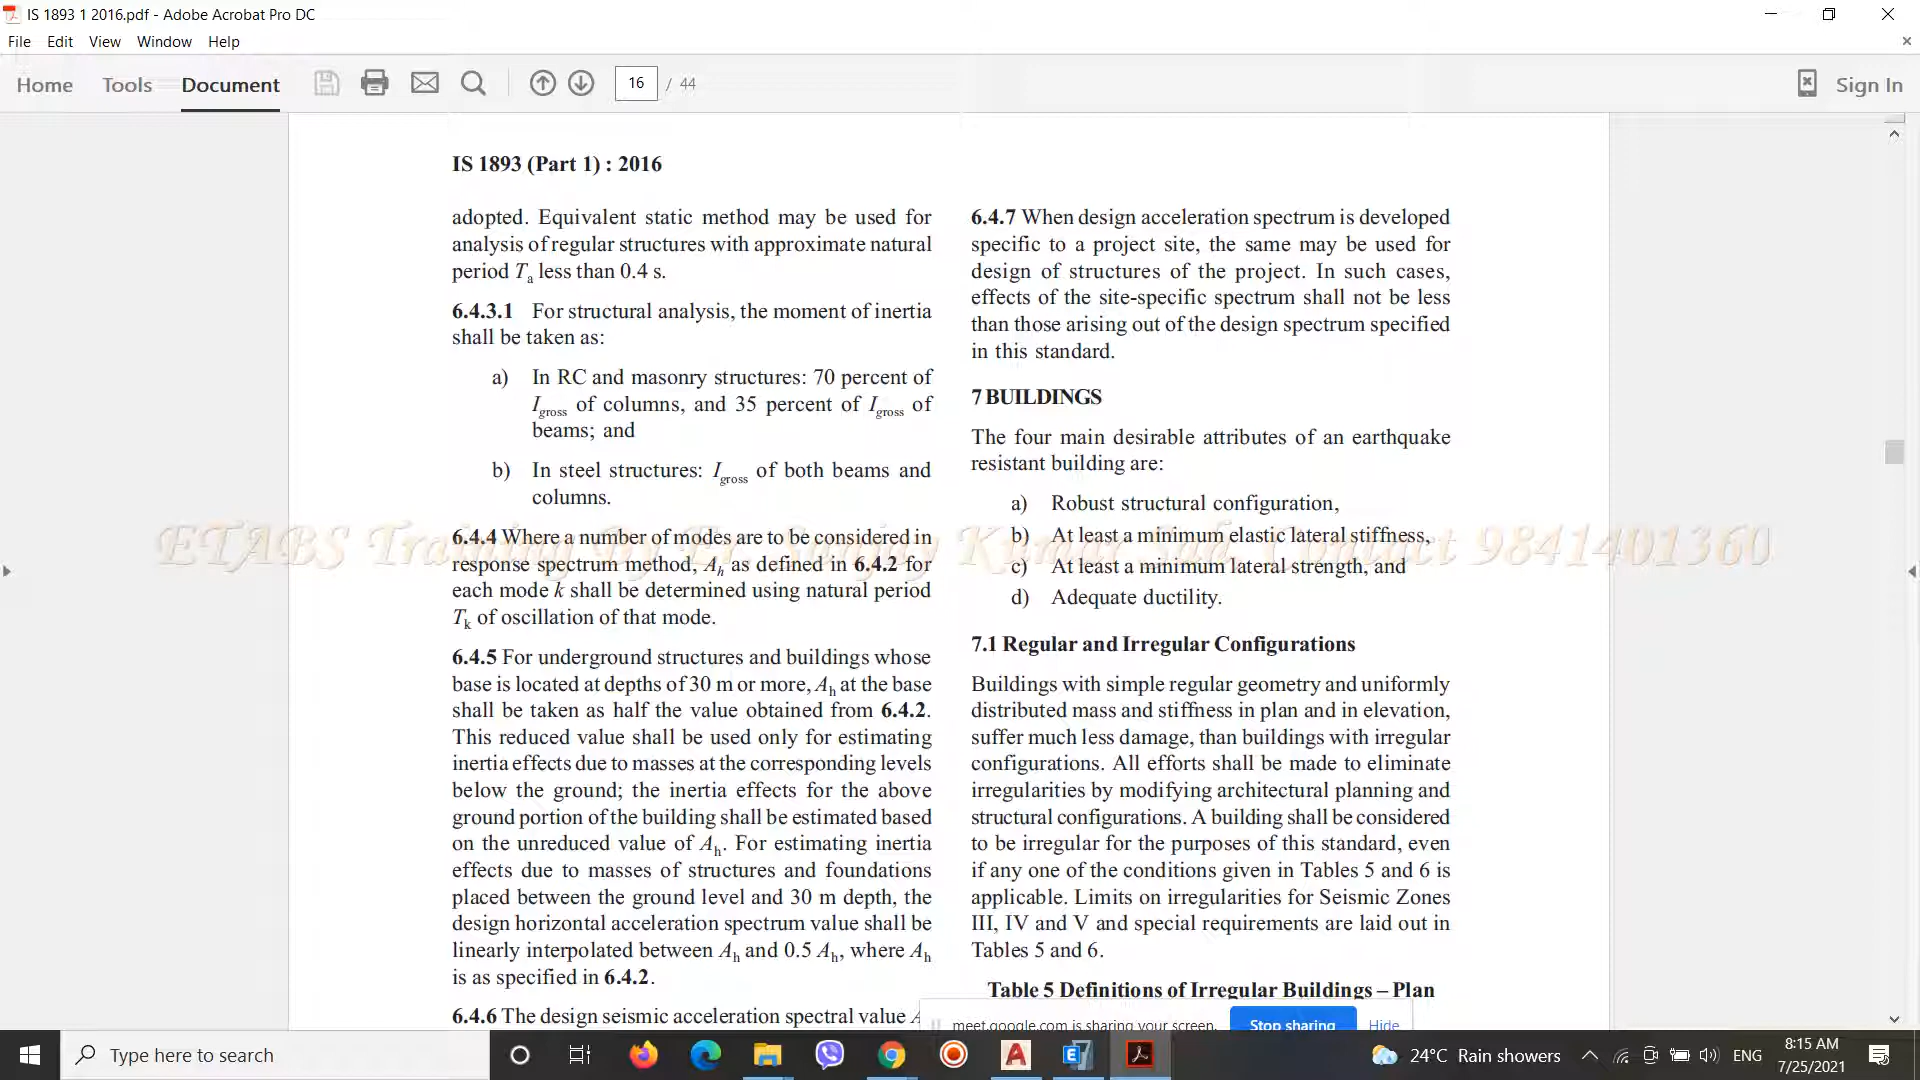 IS 1893 1 2016.pdf - Adobe Acrobat Pro DC
File Edit View Window Help
Home Tools Document 16 / 44 Sign In
IS 1893 (Part 1) : 2016
adopted. Equivalent static method may be used for
analysis of regular structures with approximate natural
period Ta less than 0.4 s.
6.4.3.1 For structural analysis, the moment of inertia
shall be taken as:
a) In RC and masonry structures: 70 percent of
Igross of columns, and 35 percent of Igross of
beams; and
b) In steel structures: Igross of both beams and
columns.
6.4.4 Where a number of modes are to be considered in
response spectrum method, Ah as defined in 6.4.2 for
each mode k shall be determined using natural period
Tk of oscillation of that mode.
6.4.5 For underground structures and buildings whose
base is located at depths of 30 m or more, Ah at the base
shall be taken as half the value obtained from 6.4.2.
This reduced value shall be used only for estimating
inertia effects due to masses at the corresponding levels
below the ground; the inertia effects for the above
ground portion of the building shall be estimated based
on the unreduced value of Ah. For estimating inertia
effects due to masses of structures and foundations
placed between the ground level and 30 m depth, the
design horizontal acceleration spectrum value shall be
linearly interpolated between Ah and 0.5 Ah, where Ah
is as specified in 6.4.2.
6.4.6 The design seismic acceleration spectral value
6.4.7 When design acceleration spectrum is developed
specific to a project site, the same may be used for
design of structures of the project. In such cases,
effects of the site-specific spectrum shall not be less
than those arising out of the design spectrum specified
in this standard.
7 BUILDINGS
The four main desirable attributes of an earthquake
resistant building are:
a) Robust structural configuration,
b) At least a minimum elastic lateral stiffness,
c) At least a minimum lateral strength, and
d) Adequate ductility.
7.1 Regular and Irregular Configurations
Buildings with simple regular geometry and uniformly
distributed mass and stiffness in plan and in elevation,
suffer much less damage, than buildings with irregular
configurations. All efforts shall be made to eliminate
irregularities by modifying architectural planning and
structural configurations. A building shall be considered
to be irregular for the purposes of this standard, even
if any one of the conditions given in Tables 5 and 6 is
applicable. Limits on irregularities for Seismic Zones
III, IV and V and special requirements are laid out in
Tables 5 and 6.
Table 5 Definitions of Irregular Buildings – Plan
ETABS Training By Er. Kumar Contact 9841401360
meet.google.com is sharing your screen. Stop sharing Hide
Type here to search 24°C Rain showers ENG
8:15 AM
7/25/2021